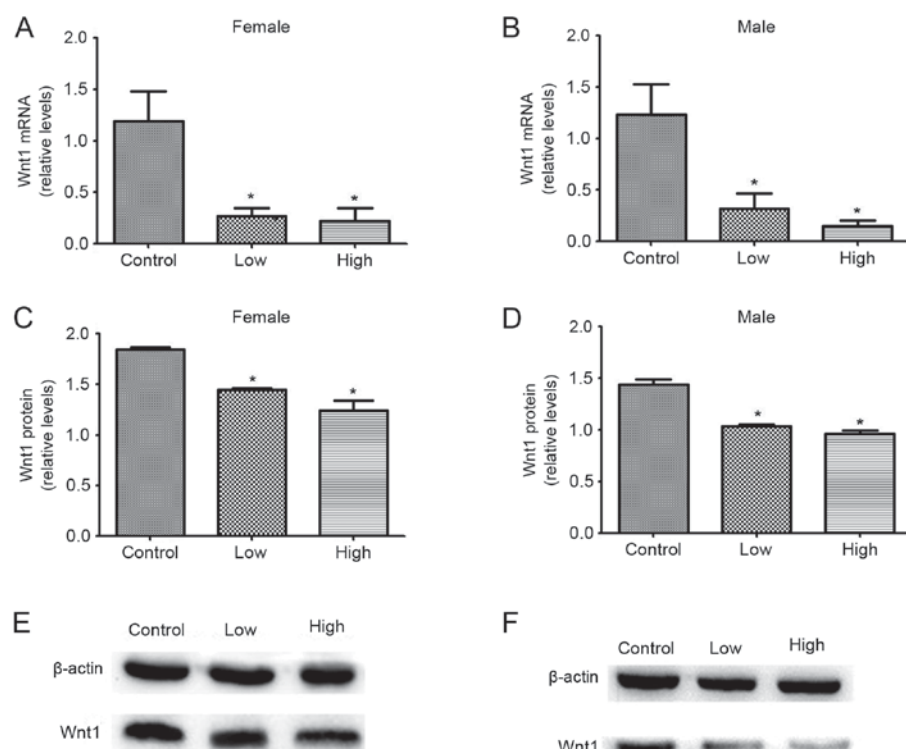 A
Female
Wnt1 mRNA
(relative levels)
2.0
1.5
1.0
0.5
0.0
*
*
Control Low High
B
Male
Wnt1 mRNA
(relative levels)
2.0
1.5
1.0
0.5
0.0
*
*
Control Low High
C
Female
Wnt1 protein
(relative levels)
2.0
1.5
1.0
1.5
0.0
*
*
Control Low High
D
Male
Wnt1 protein
(relative levels)
2.0
1.5
1.0
1.5
0.0
*
*
Control Low High
E
Control Low High
β-actin
Wnt1
F
Control Low High
β-actin
Wnt1